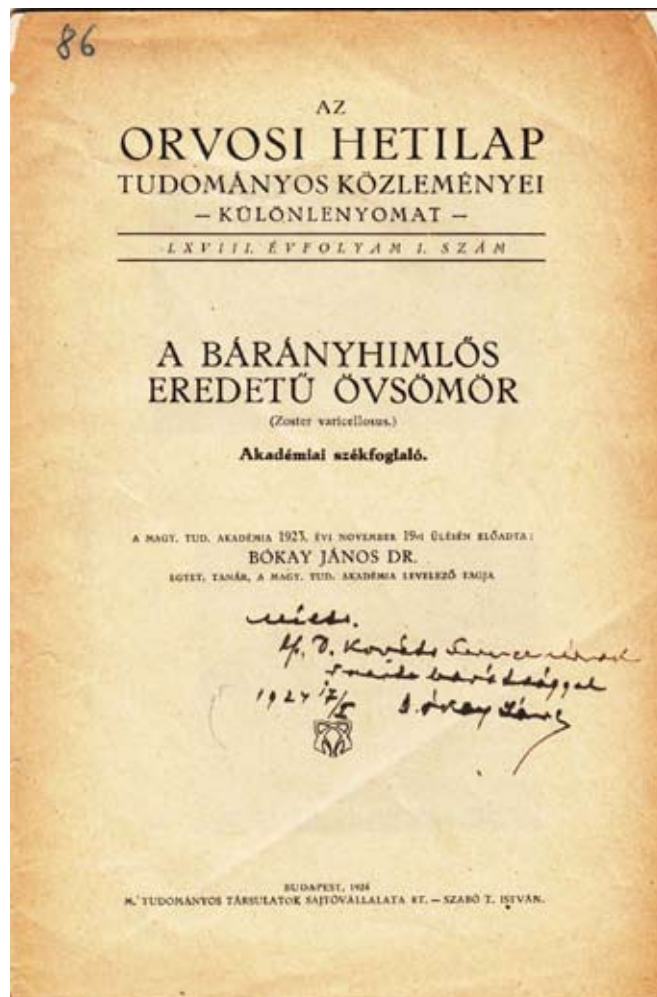 86
AZ
ORVOSI HETILAP
TUDOMÁNYOS KÖZLEMÉNYEI
– KÜLÖNLENYOMAT –
LXVIII. ÉVFOLYAM 1. SZÁM
A BÁRÁNYHIMLŐS
EREDETŰ ÖVSÖMÖR
(Zoster varicellosus.)
Akadémiai székfoglaló.
A MAGY. TUD. AKADÉMIA 1923. ÉVI NOVEMBER 19-I ÜLÉSÉN ELŐADTA:
BÓKAY JÁNOS DR.
EGYET. TANÁR, A MAGY. TUD. AKADÉMIA LEVELEZŐ TAGJA
D. Kováts
barátsággal
1924 Bókay János
BUDAPEST, 1924
M. TUDOMÁNYOS TÁRSULATOK SAJTÓVÁLLALATA RT. — SZABÓ T. ISTVÁN.